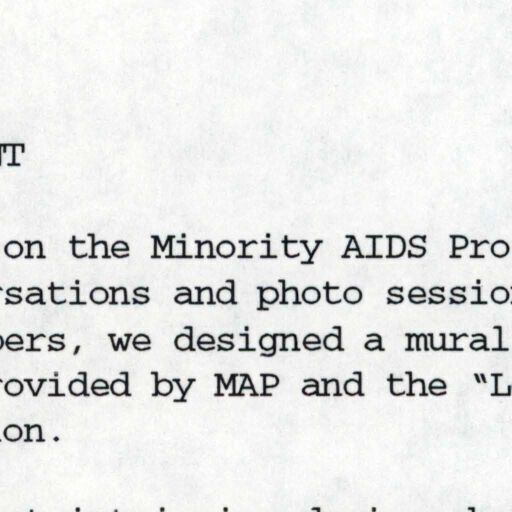 NT
on the Minority AIDS Pro
rsations and photo session
bers, we designed a mural
rovided by MAP and the “L
ion.